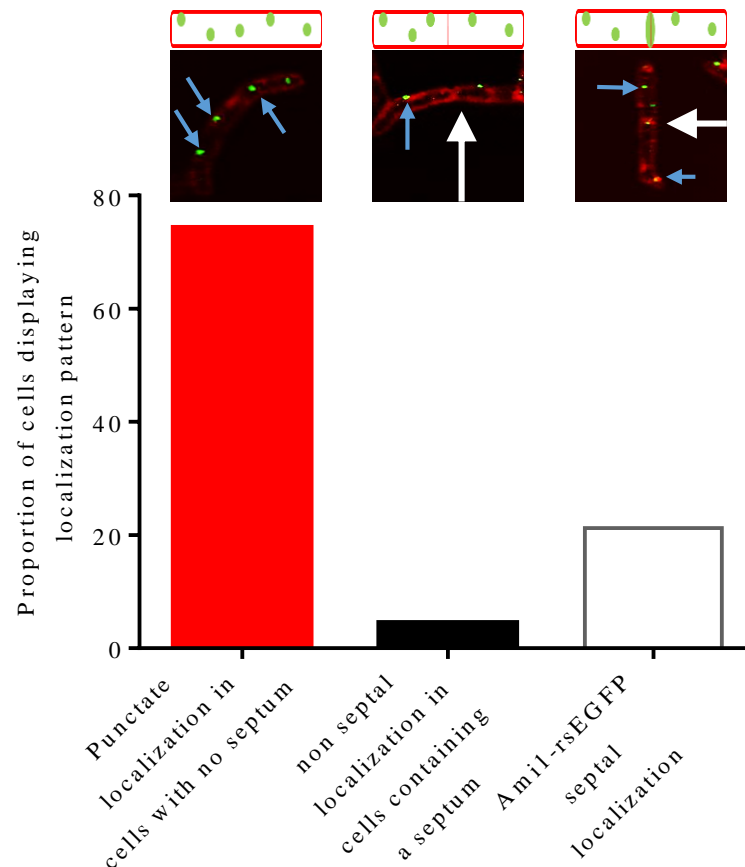 Proportion of cells displaying
localization pattern
80
60
40
20
0
Punctate
localization in
cells with no septum
non septal
localization in
cells containing
a septum
Ami1-rsEGFP
septal
localization